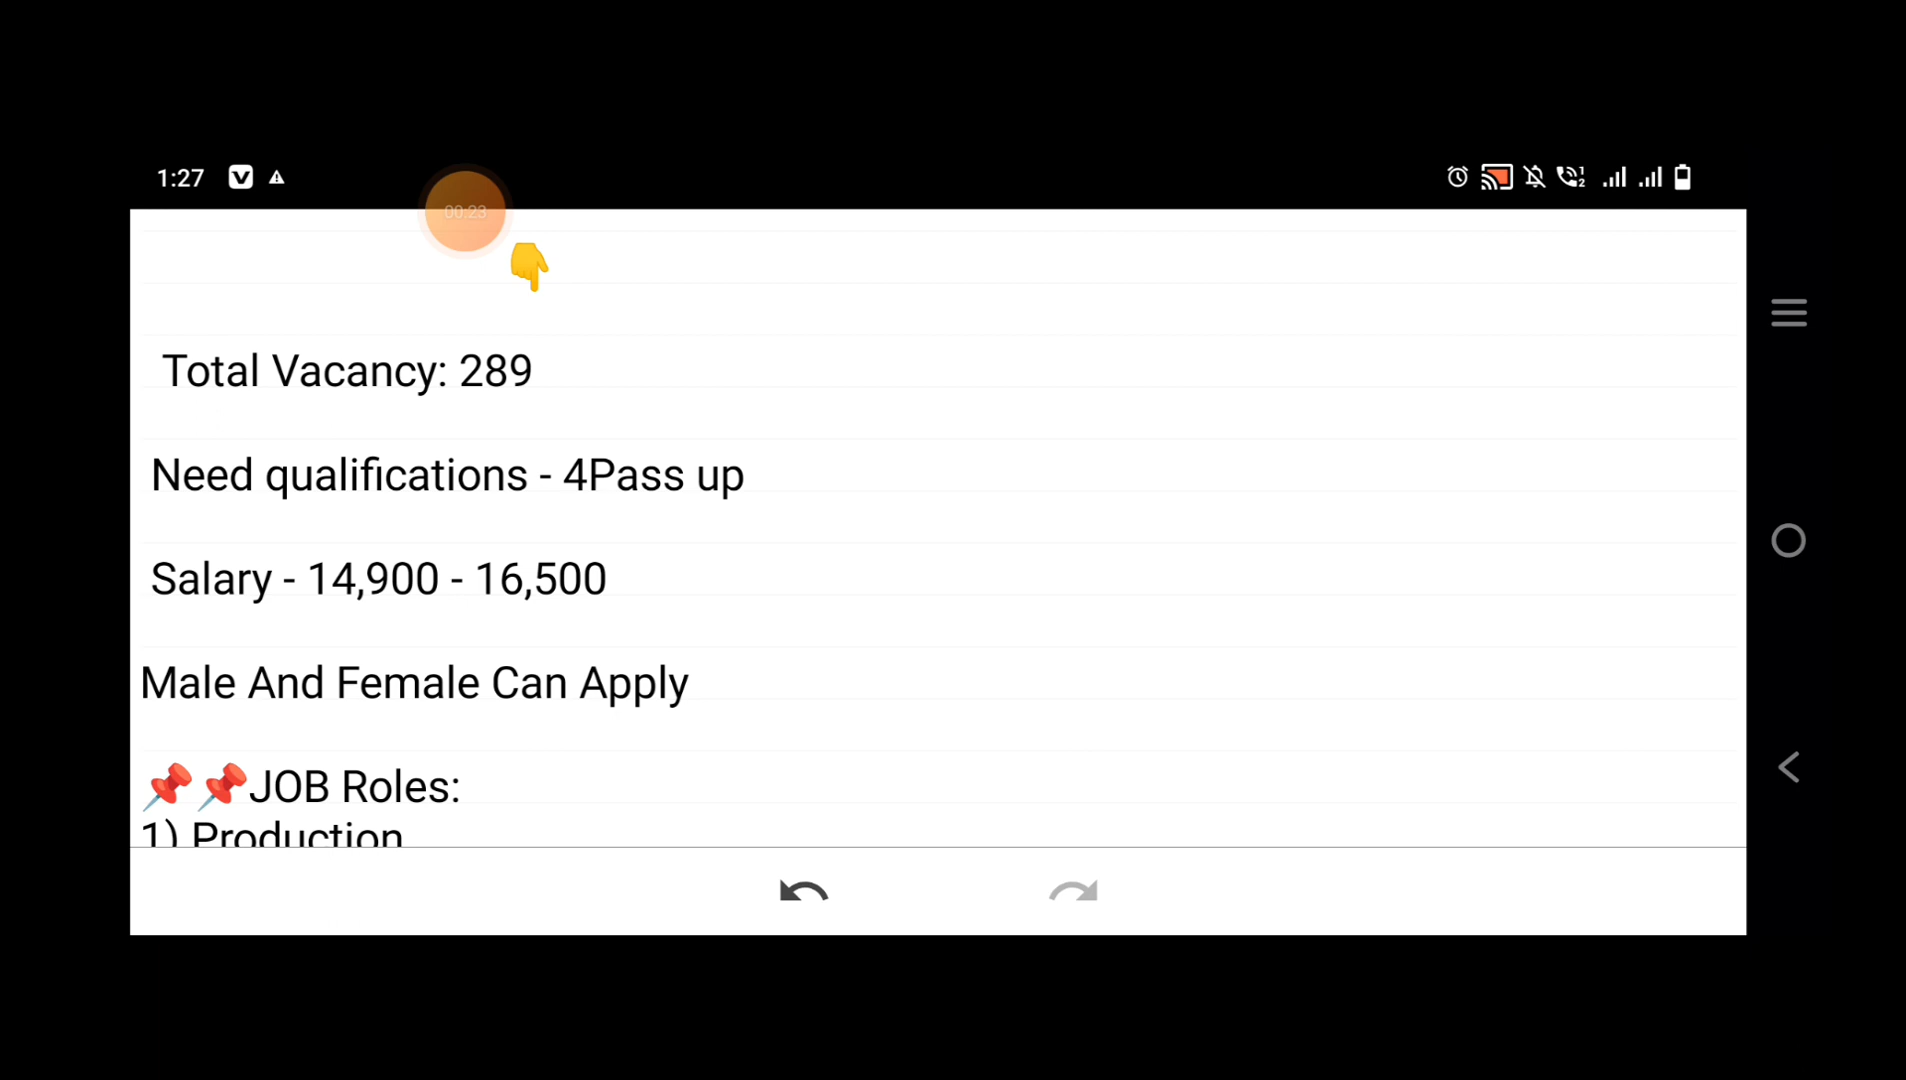 1:27
00:23
👇
Total Vacancy: 289
Need qualifications - 4Pass up
Salary - 14,900 - 16,500
Male And Female Can Apply
📌📌JOB Roles:
1) Production